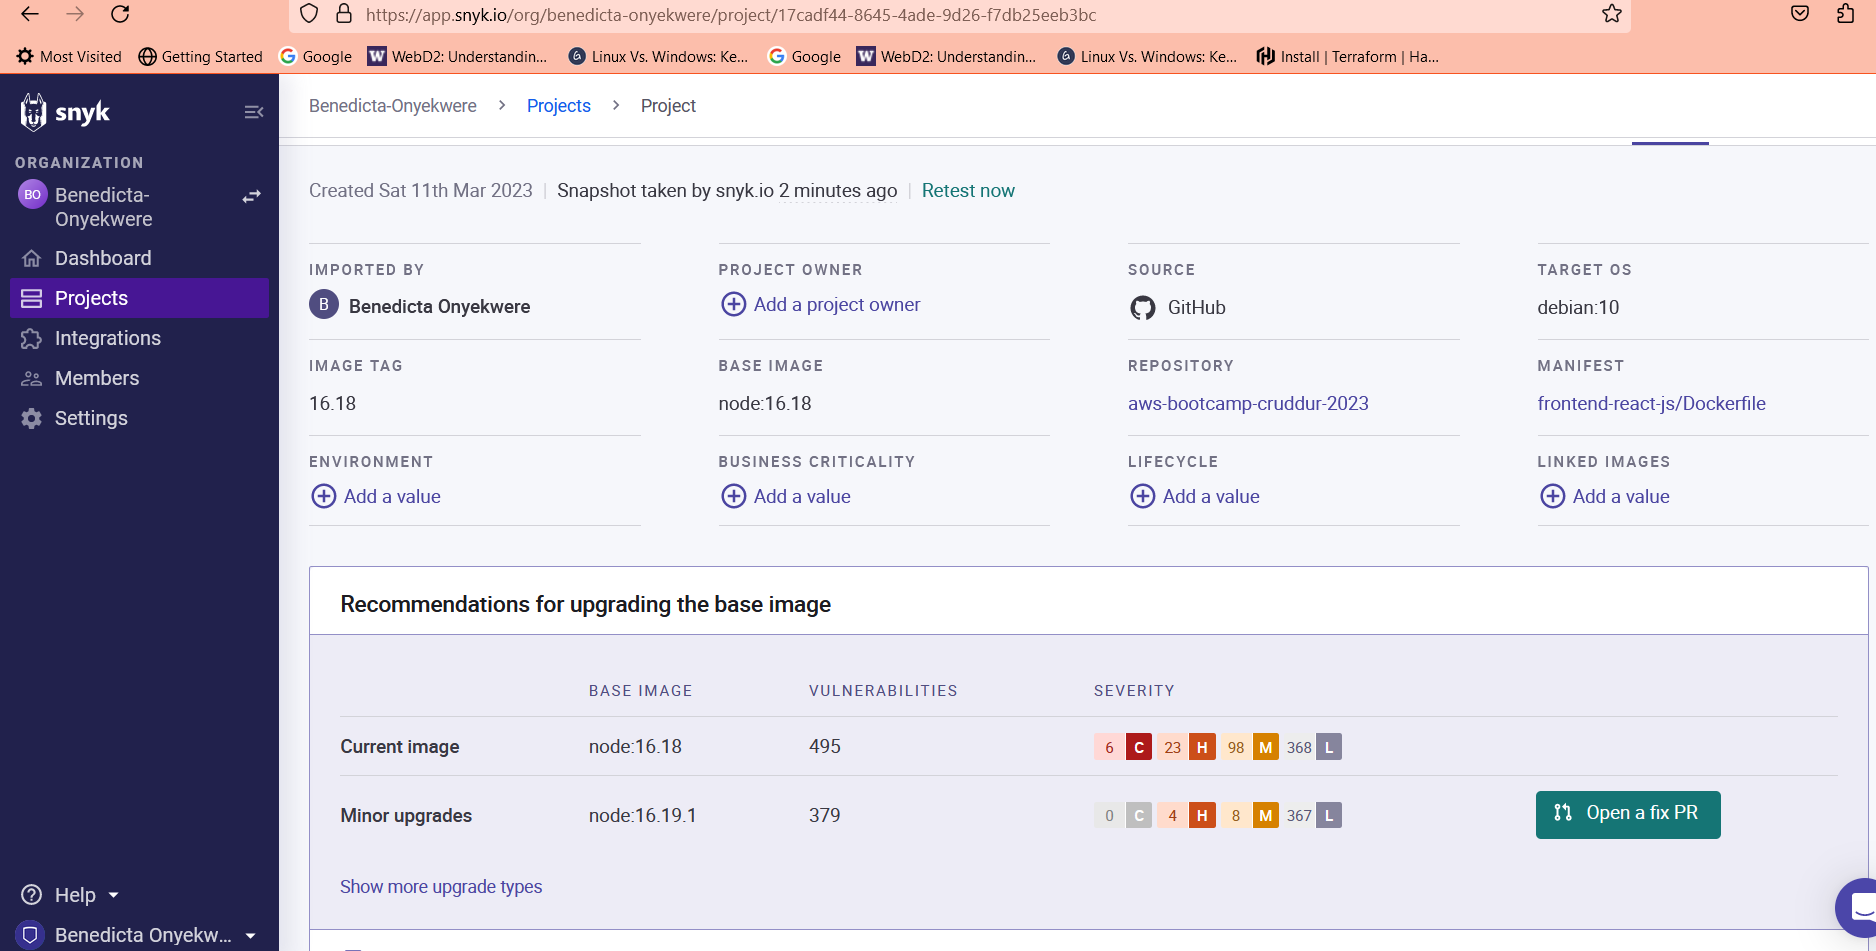 https://app.snyk.io/org/benedicta-onyekwere/project/17cadf44-8645-4ade-9d26-f7db25eeb3bc
Most Visited Getting Started Google WebD2: Understandin... Linux Vs. Windows: Ke... Google WebD2: Understandin... Linux Vs. Windows: Ke... Install | Terraform | Ha...
snyk
ORGANIZATION
BO Benedicta-
Onyekwere
Dashboard
Projects
Integrations
Members
Settings
Help
Benedicta Onyekw...
Benedicta-Onyekwere > Projects > Project
Created Sat 11th Mar 2023 | Snapshot taken by snyk.io 2 minutes ago | Retest now
IMPORTED BY PROJECT OWNER SOURCE TARGET OS
B Benedicta Onyekwere Add a project owner GitHub debian:10
IMAGE TAG BASE IMAGE REPOSITORY MANIFEST
16.18 node:16.18 aws-bootcamp-cruddur-2023 frontend-react-js/Dockerfile
ENVIRONMENT BUSINESS CRITICALITY LIFECYCLE LINKED IMAGES
Add a value Add a value Add a value Add a value
Recommendations for upgrading the base image
BASE IMAGE VULNERABILITIES SEVERITY
Current image node:16.18 495 6 C 23 H 98 M 368 L
Minor upgrades node:16.19.1 379 0 C 4 H 8 M 367 L Open a fix PR
Show more upgrade types